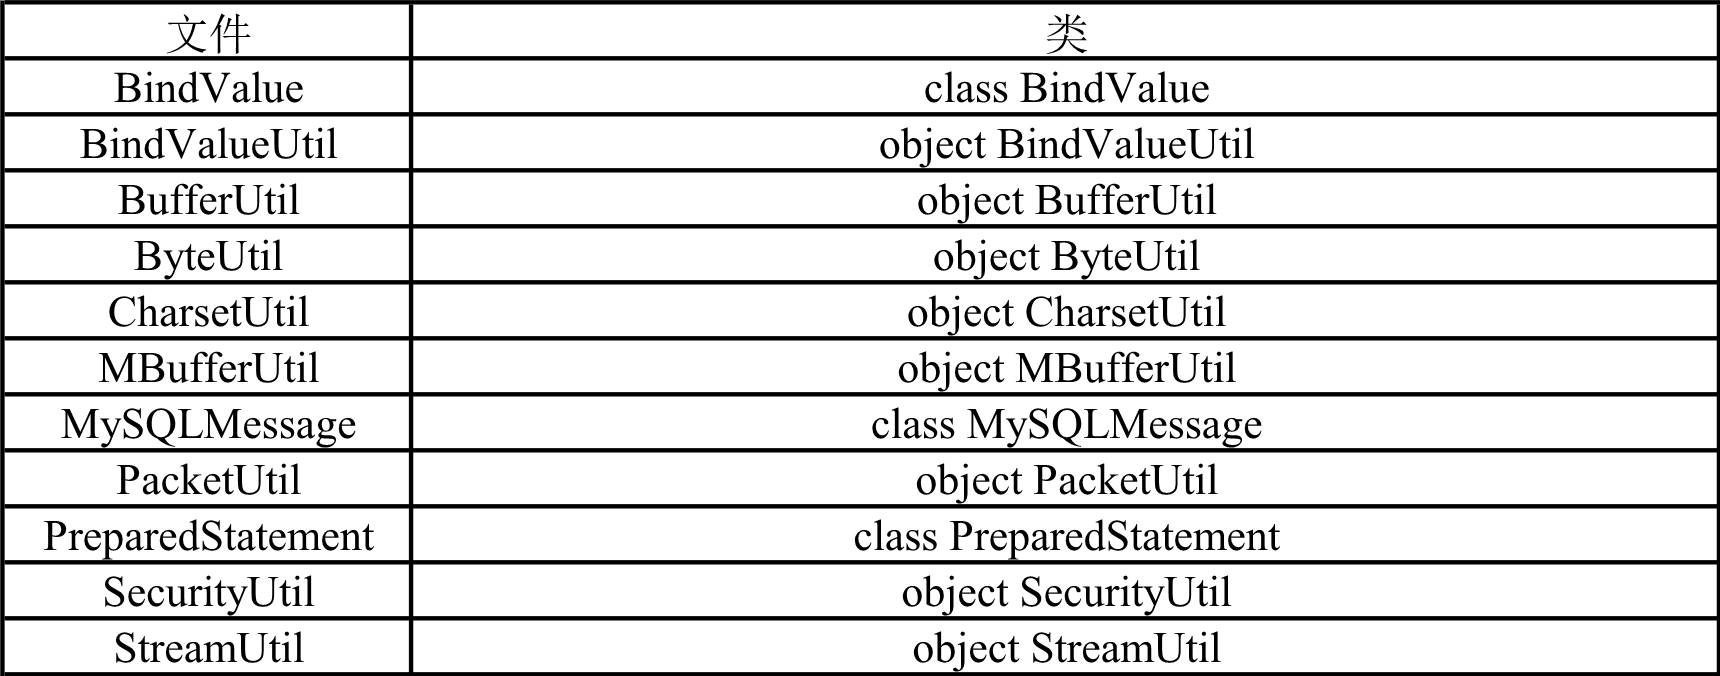 文件 类
BindValue class BindValue
BindValueUtil object BindValueUtil
BufferUtil object BufferUtil
ByteUtil object ByteUtil
CharsetUtil object CharsetUtil
MBufferUtil object MBufferUtil
MySQLMessage class MySQLMessage
PacketUtil object PacketUtil
PreparedStatement class PreparedStatement
SecurityUtil object SecurityUtil
StreamUtil object StreamUtil